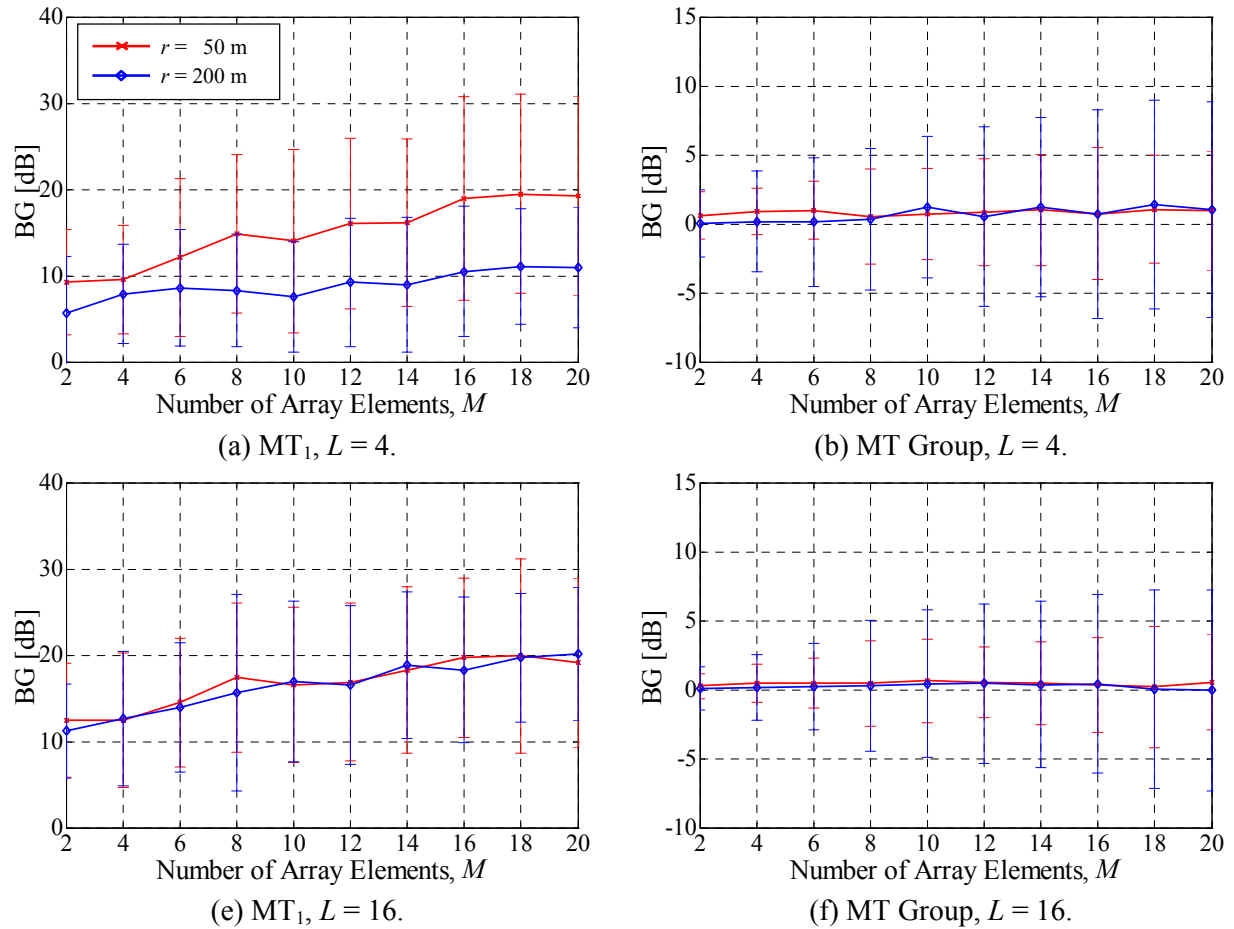 r = 50 m
r = 200 m
BG [dB]
40
30
20
10
0
2 4 6 8 10 12 14 16 18 20
Number of Array Elements, M
(a) MT₁, L = 4.
BG [dB]
15
10
5
0
-5
-10
2 4 6 8 10 12 14 16 18 20
Number of Array Elements, M
(b) MT Group, L = 4.
BG [dB]
40
30
20
10
0
2 4 6 8 10 12 14 16 18 20
Number of Array Elements, M
(e) MT₁, L = 16.
BG [dB]
15
10
5
0
-5
-10
2 4 6 8 10 12 14 16 18 20
Number of Array Elements, M
(f) MT Group, L = 16.